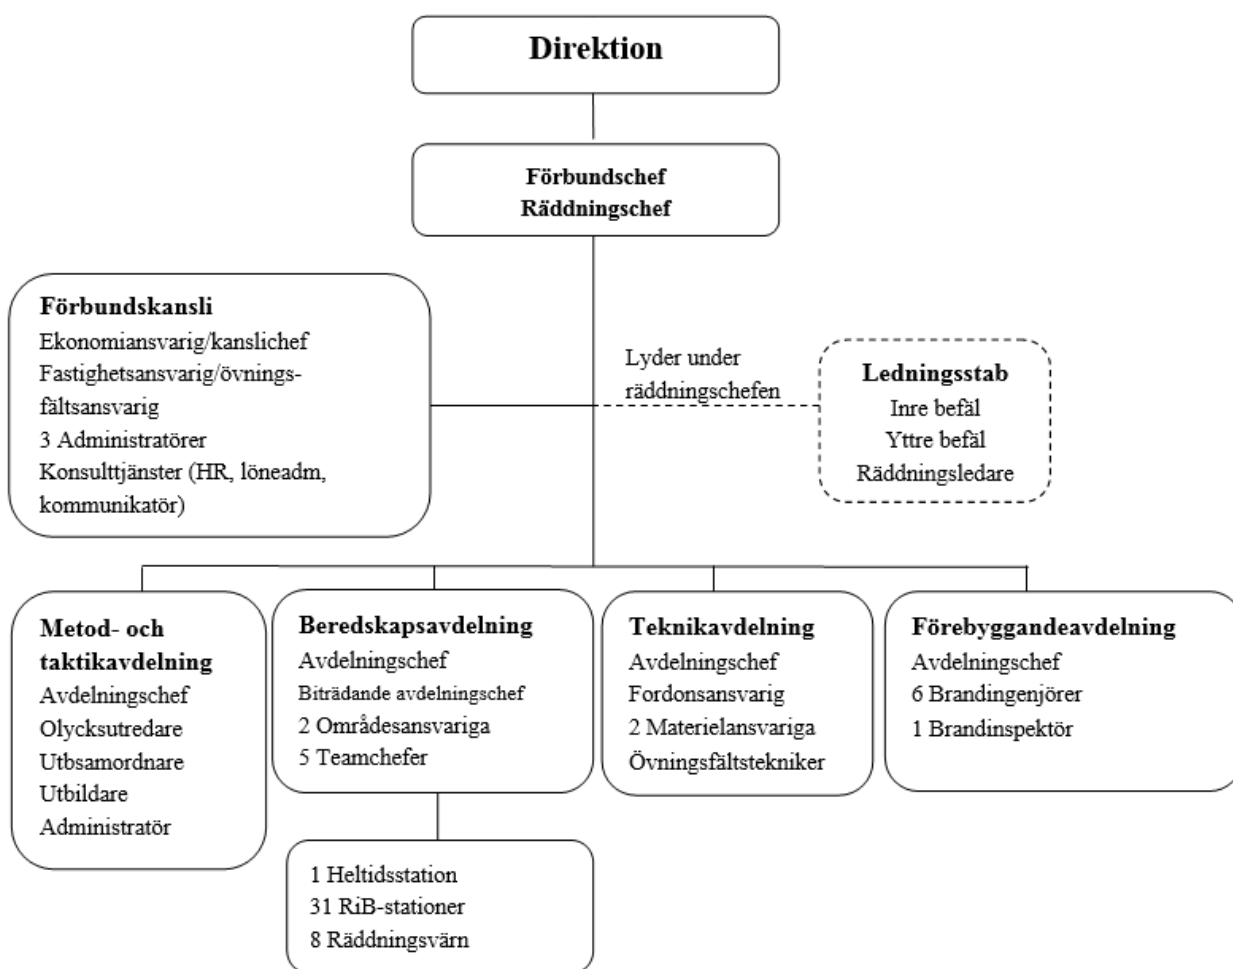 Direktion
Förbundschef
Räddningschef
Förbundskansli
Ekonomiansvarig/kanslichef
Fastighetsansvarig/övnings-
fältsansvarig
3 Administratörer
Konsulttjänster (HR, löneadm,
kommunikatör)
Lyder under
räddningschefen
Ledningsstab
Inre befäl
Yttre befäl
Räddningsledare
Metod- och
taktikavdelning
Avdelningschef
Olycksutredare
Utbsamordnare
Utbildare
Administratör
Beredskapsavdelning
Avdelningschef
Biträdande avdelningschef
2 Områdesansvariga
5 Teamchefer
1 Heltidsstation
31 RiB-stationer
8 Räddningsvärn
Teknikavdelning
Avdelningschef
Fordonsansvarig
2 Materielansvariga
Övningsfältstekniker
Förebyggandeavdelning
Avdelningschef
6 Brandingenjörer
1 Brandinspektör